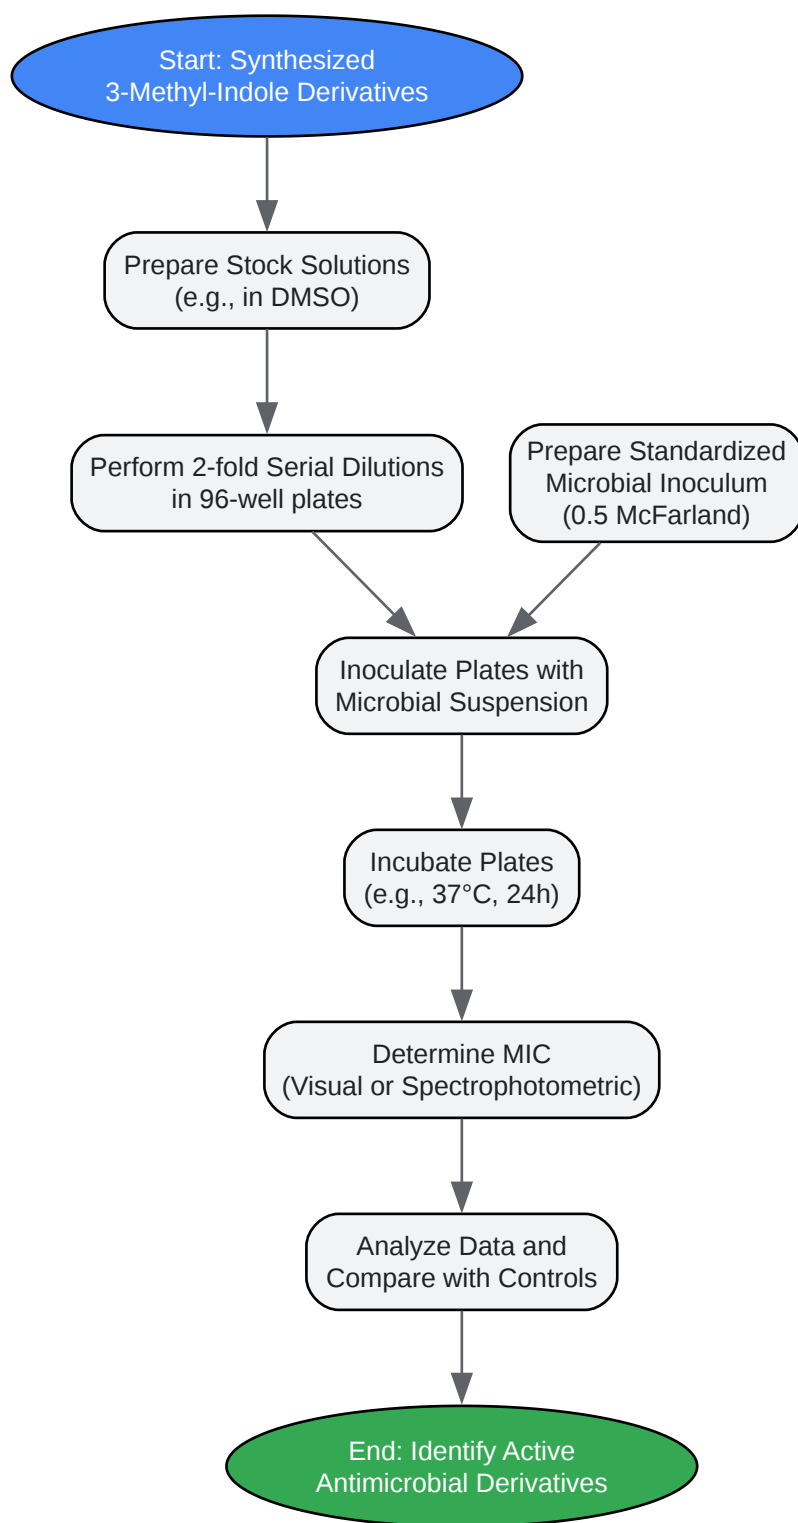 Start: Synthesized
3-Methyl-Indole Derivatives
Prepare Stock Solutions
(e.g., in DMSO)
Perform 2-fold Serial Dilutions
in 96-well plates
Prepare Standardized
Microbial Inoculum
(0.5 McFarland)
Inoculate Plates with
Microbial Suspension
Incubate Plates
(e.g., 37°C, 24h)
Determine MIC
(Visual or Spectrophotometric)
Analyze Data and
Compare with Controls
End: Identify Active
Antimicrobial Derivatives